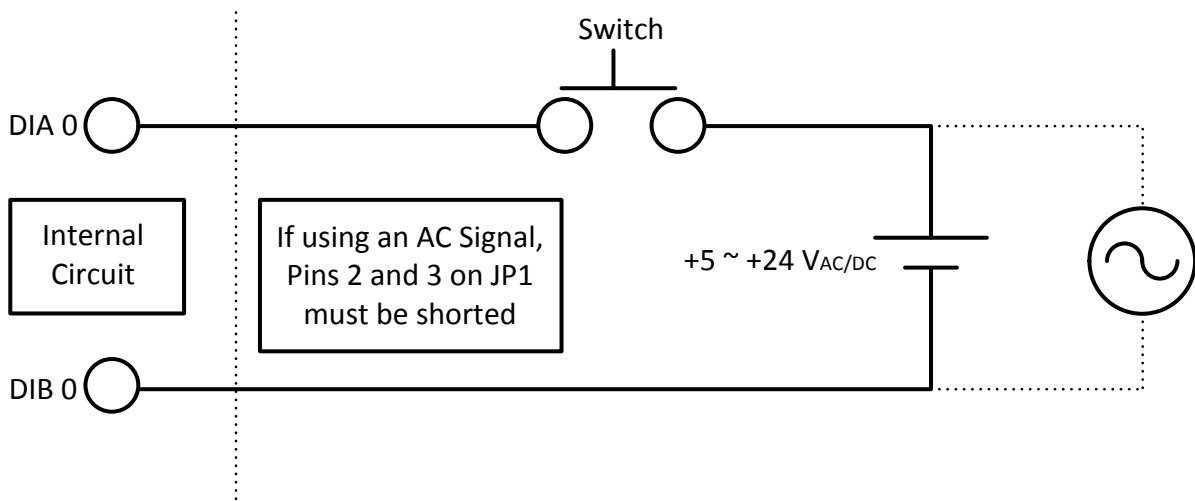 Switch
DIA 0
Internal
Circuit
If using an AC Signal,
Pins 2 and 3 on JP1
must be shorted
+5 ~ +24 VAC/DC
DIB 0